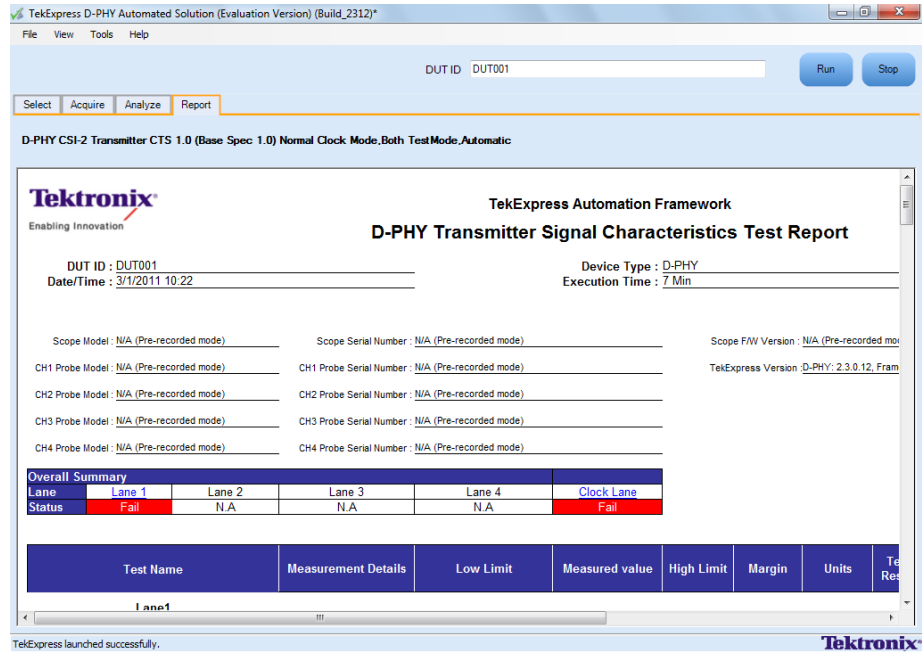 TekExpress D-PHY Automated Solution (Evaluation Version) (Build_2312)*
File View Tools Help
DUT ID DUT001 Run Stop
Select Acquire Analyze Report
D-PHY CSI-2 Transmitter CTS 1.0 (Base Spec 1.0) Normal Clock Mode,Both TestMode,Automatic
Tektronix
Enabling Innovation
TekExpress Automation Framework
D-PHY Transmitter Signal Characteristics Test Report
DUT ID : DUT001 Device Type : D-PHY
Date/Time : 3/1/2011 10:22 Execution Time : 7 Min
Scope Model : N/A (Pre-recorded mode) Scope Serial Number : N/A (Pre-recorded mode) Scope F/W Version : N/A (Pre-recorded mo
CH1 Probe Model : N/A (Pre-recorded mode) CH1 Probe Serial Number : N/A (Pre-recorded mode) TekExpress Version :D-PHY: 2.3.0.12, Fram
CH2 Probe Model : N/A (Pre-recorded mode) CH2 Probe Serial Number : N/A (Pre-recorded mode)
CH3 Probe Model : N/A (Pre-recorded mode) CH3 Probe Serial Number : N/A (Pre-recorded mode)
CH4 Probe Model : N/A (Pre-recorded mode) CH4 Probe Serial Number : N/A (Pre-recorded mode)
Overall Summary
Lane Lane 1 Lane 2 Lane 3 Lane 4 Clock Lane
Status Fail N.A N.A N.A Fail
Test Name Measurement Details Low Limit Measured value High Limit Margin Units Te
Res
Lane1
TekExpress launched successfully. Tektronix